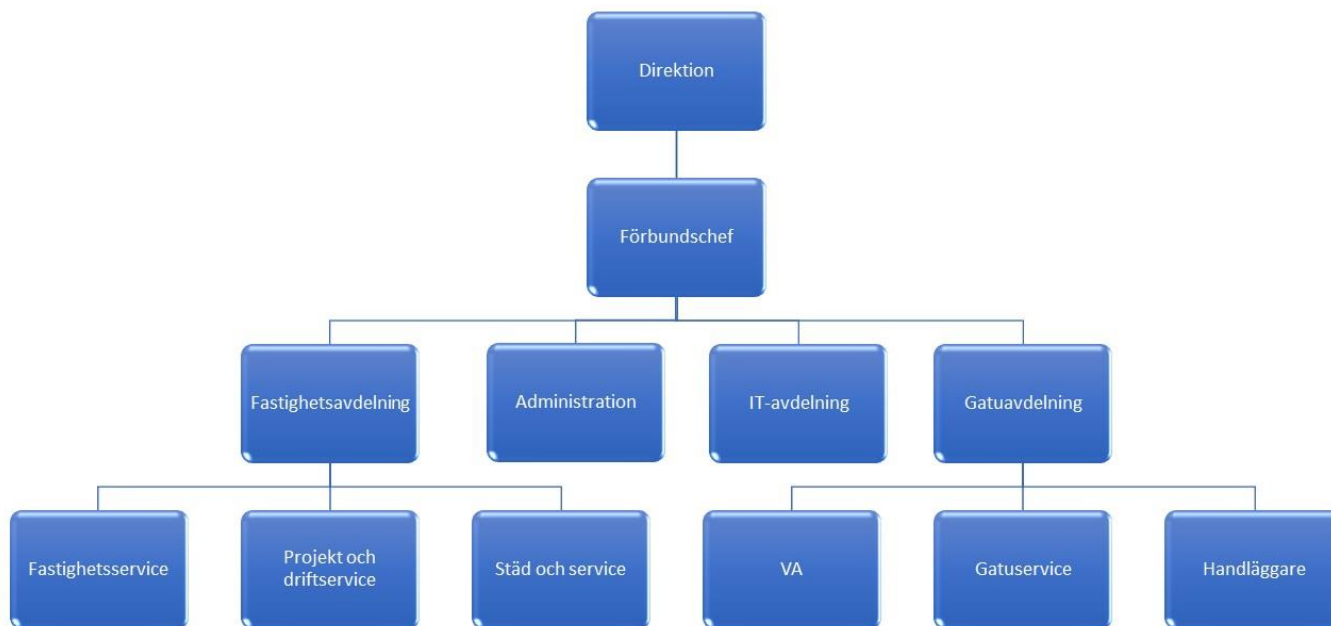 Direktion
Förbundschef
Fastighetsavdelning
Administration
IT-avdelning
Gatuavdelning
Fastighetsservice
Projekt och
driftservice
Städ och service
VA
Gatuservice
Handläggare